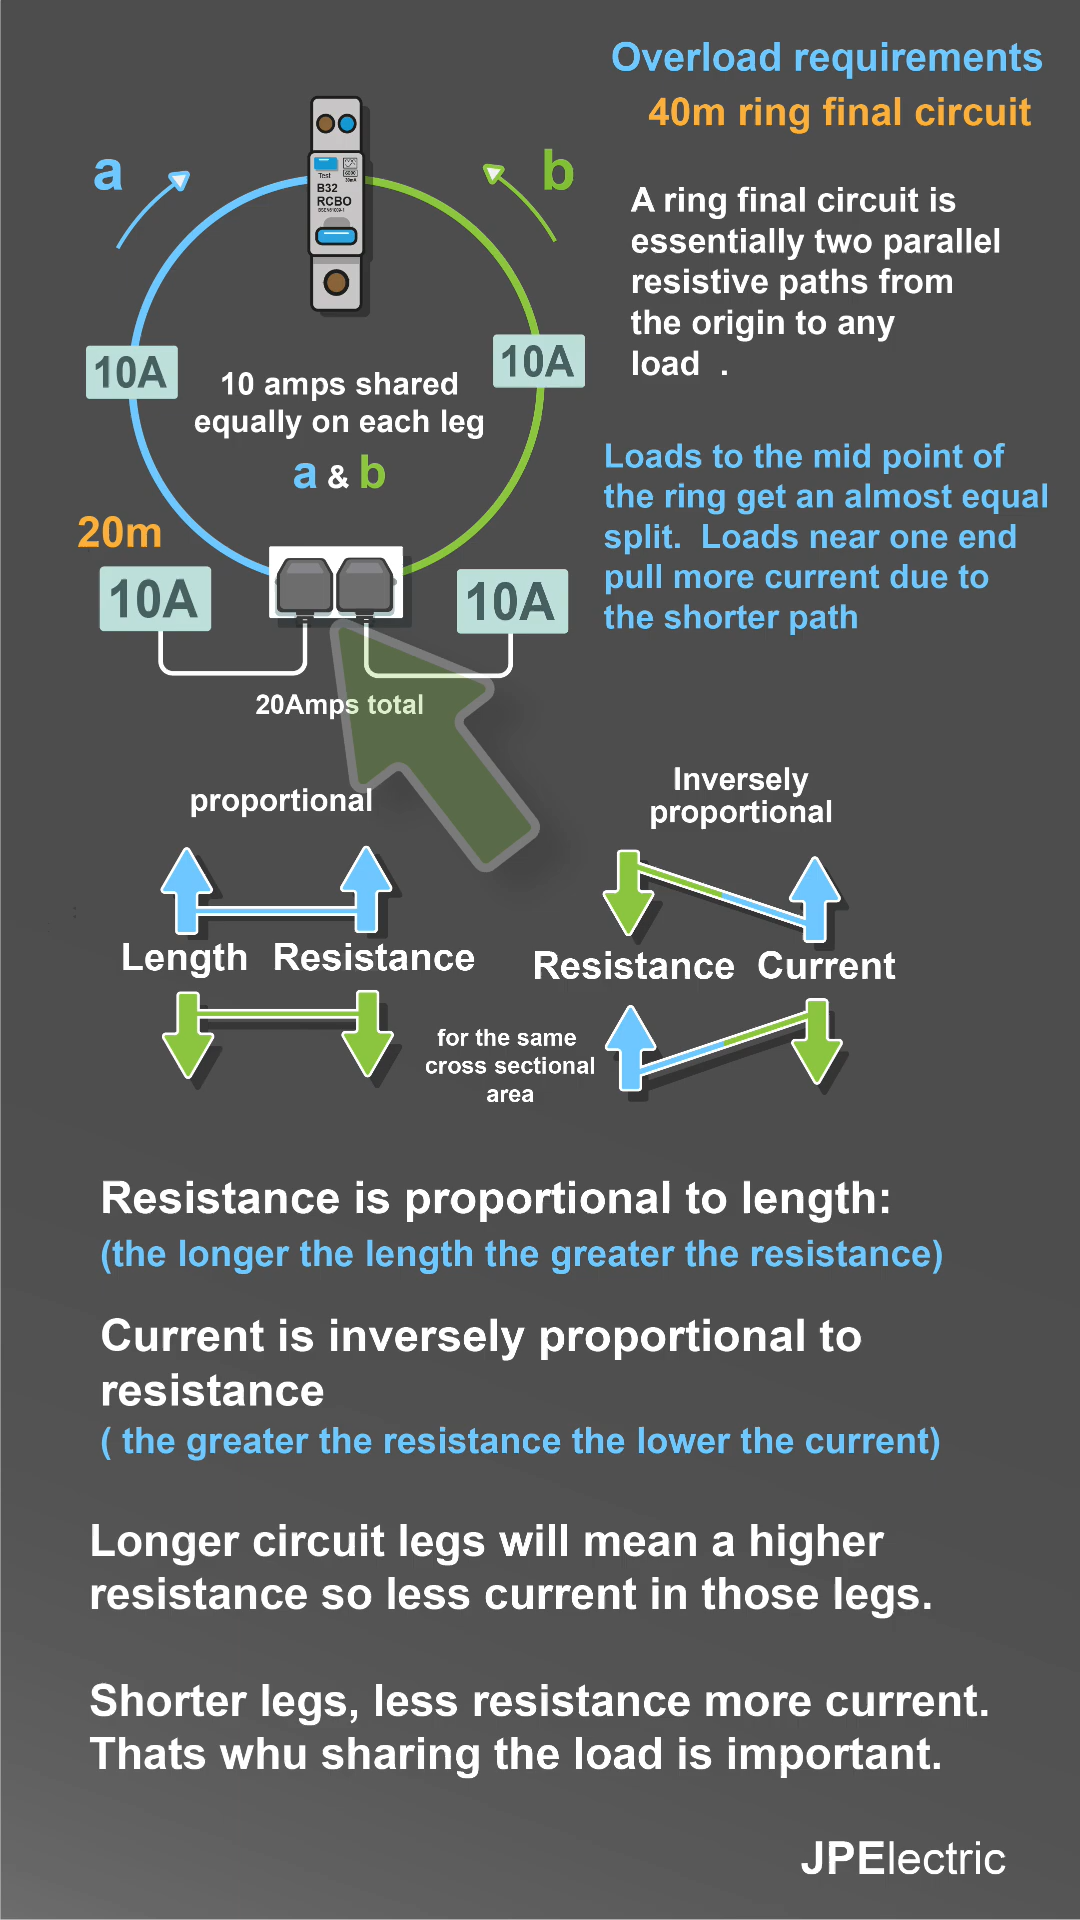 Overload requirements
40m ring final circuit
a
b
Test
6000
30mA
B32
RCBO
A ring final circuit is
essentially two parallel
resistive paths from
the origin to any
load .
10A
10A
10 amps shared
equally on each leg
a & b
Loads to the mid point of
the ring get an almost equal
split. Loads near one end
pull more current due to
the shorter path
20m
10A
10A
20Amps total
proportional
Inversely
proportional
Length Resistance
Resistance Current
for the same
cross sectional
area
Resistance is proportional to length:
(the longer the length the greater the resistance)
Current is inversely proportional to
resistance
( the greater the resistance the lower the current)
Longer circuit legs will mean a higher
resistance so less current in those legs.
Shorter legs, less resistance more current.
Thats whu sharing the load is important.
JPElectric